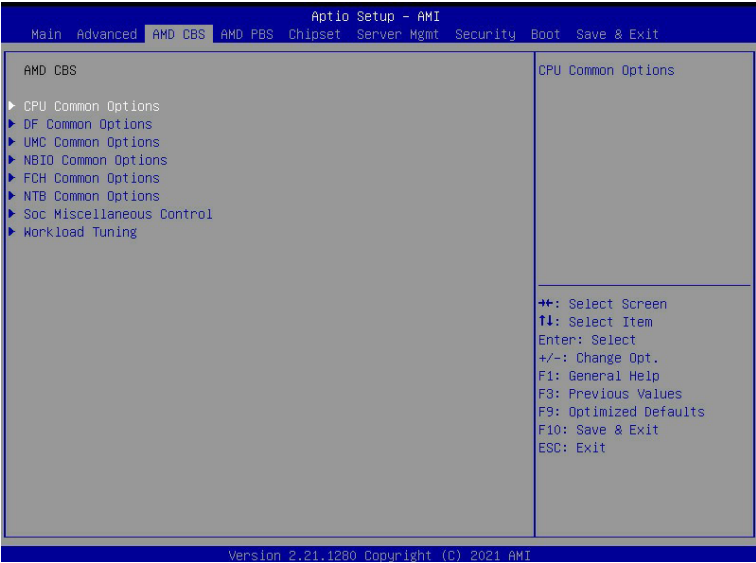 Aptio Setup - AMI
Main Advanced AMD CBS AMD PBS Chipset Server Mgmt Security Boot Save & Exit
AMD CBS
CPU Common Options
DF Common Options
UMC Common Options
NBIO Common Options
FCH Common Options
NTB Common Options
Soc Miscellaneous Control
Workload Tuning
CPU Common Options
→←: Select Screen
↑↓: Select Item
Enter: Select
+/-: Change Opt.
F1: General Help
F3: Previous Values
F9: Optimized Defaults
F10: Save & Exit
ESC: Exit
Version 2.21.1280 Copyright (C) 2021 AMI